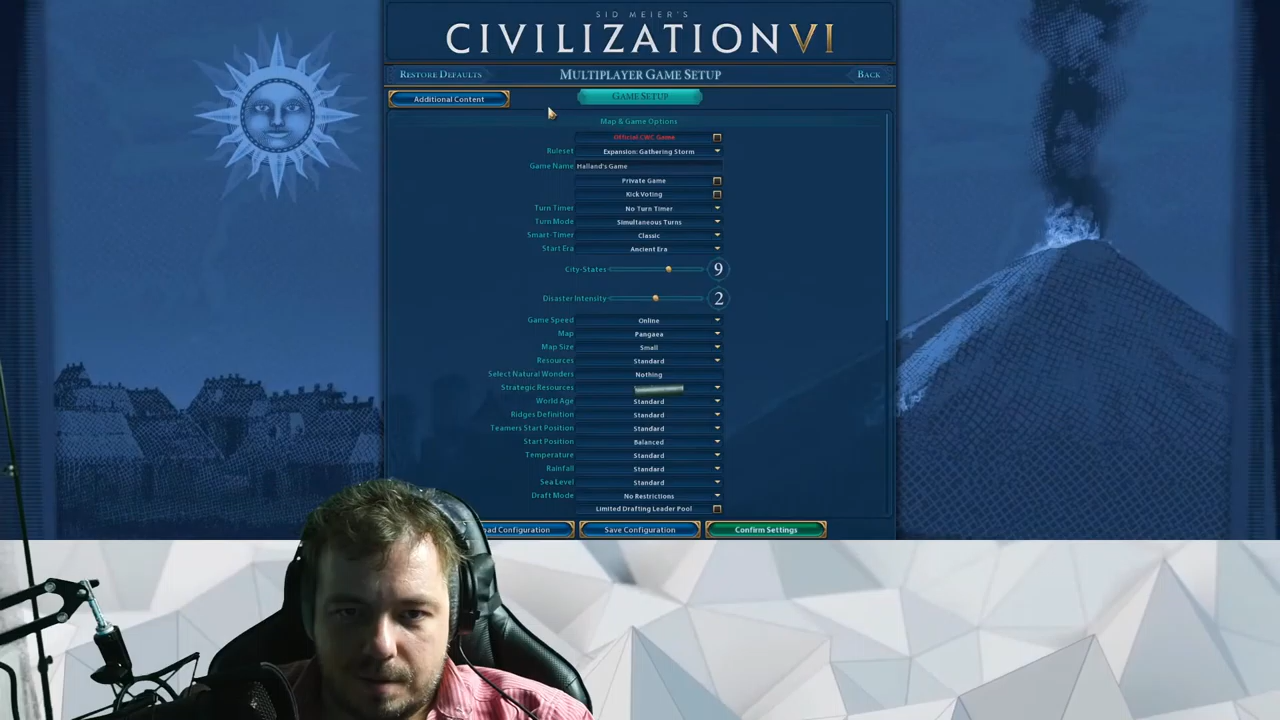 SID MEIER'S
CIVILIZATION VI
RESTORE DEFAULTS MULTIPLAYER GAME SETUP BACK
Additional Content GAME SETUP
Map & Game Options
Official CWC Game
Ruleset Expansion: Gathering Storm
Game Name Halland's Game
Private Game
Kick Voting
Turn Timer No Turn Timer
Turn Mode Simultaneous Turns
Smart-Timer Classic
Start Era Ancient Era
City-States 9
Disaster Intensity 2
Game Speed Online
Map Pangaea
Map Size Small
Resources Standard
Select Natural Wonders Nothing
Strategic Resources
World Age Standard
Ridges Definition Standard
Teamers Start Position Standard
Start Position Balanced
Temperature Standard
Rainfall Standard
Sea Level Standard
Draft Mode No Restrictions
Limited Drafting Leader Pool
Configuration Save Configuration Confirm Settings